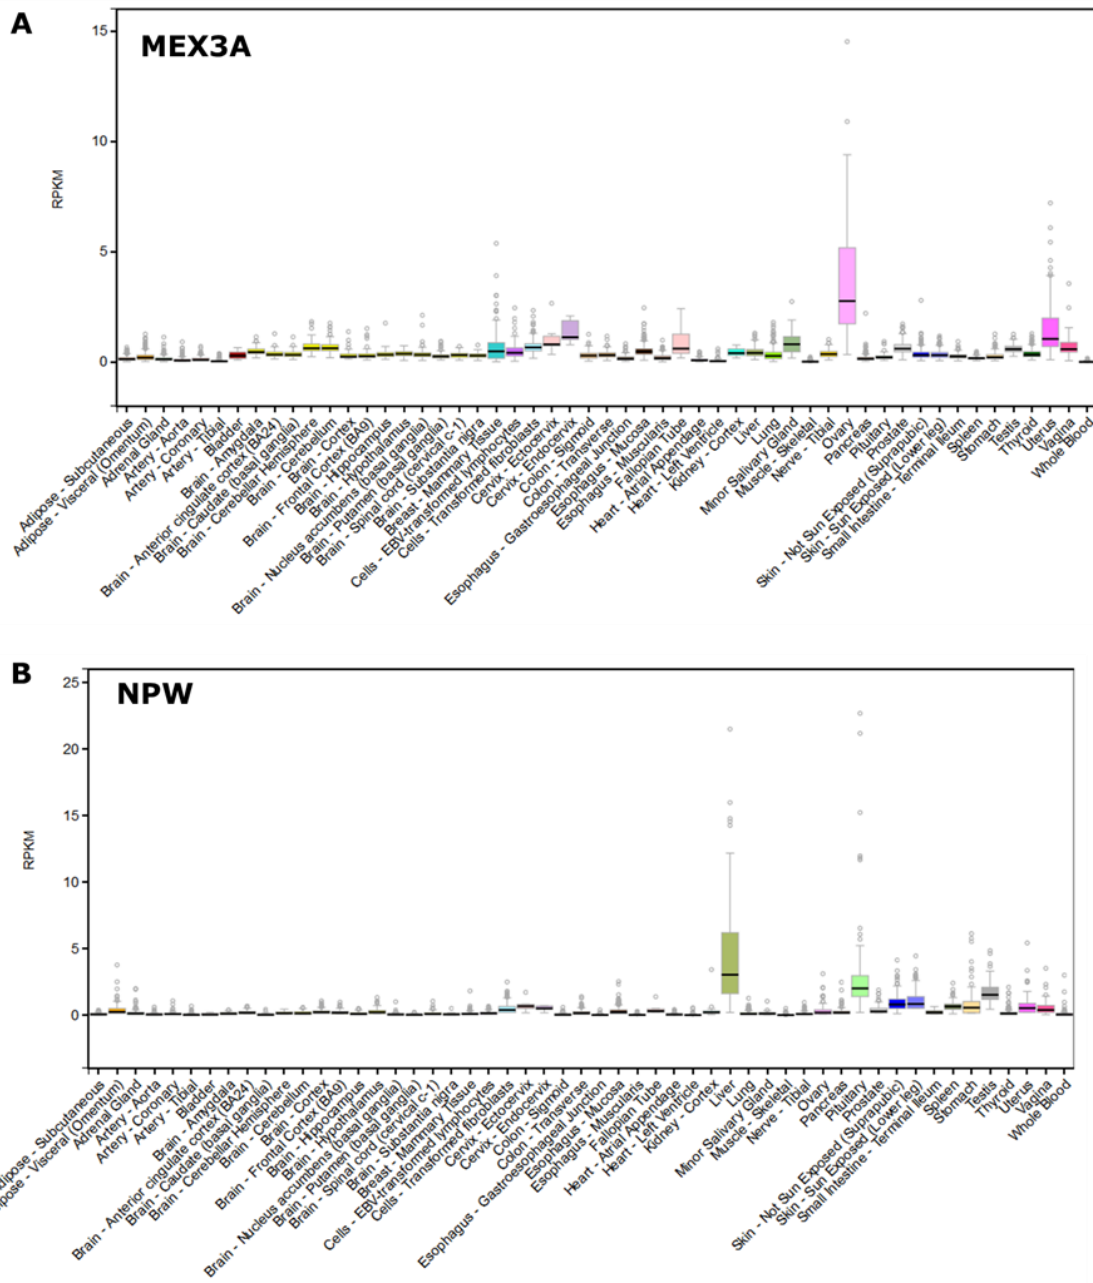 A
MEX3A
15
10
5
0
RPKM
Adipose - Subcutaneous
Adipose - Visceral (Omentum)
Adrenal Gland
Artery - Aorta
Artery - Coronary
Artery - Tibial
Bladder
Brain - Amygdala
Brain - Anterior cingulate cortex (BA24)
Brain - Caudate (basal ganglia)
Brain - Cerebellar Hemisphere
Brain - Cerebellum
Brain - Cortex
Brain - Frontal Cortex (BA9)
Brain - Hippocampus
Brain - Hypothalamus
Brain - Nucleus accumbens (basal ganglia)
Brain - Putamen (basal ganglia)
Brain - Spinal cord (cervical c-1)
Brain - Substantia nigra
Breast - Mammary Tissue
Cells - EBV-transformed lymphocytes
Cells - Transformed fibroblasts
Cervix - Ectocervix
Cervix - Endocervix
Colon - Sigmoid
Colon - Transverse
Esophagus - Gastroesophageal Junction
Esophagus - Mucosa
Esophagus - Muscularis
Fallopian Tube
Heart - Atrial Appendage
Heart - Left Ventricle
Kidney - Cortex
Liver
Lung
Minor Salivary Gland
Muscle - Skeletal
Nerve - Tibial
Ovary
Pancreas
Pituitary
Prostate
Skin - Not Sun Exposed (Suprapubic)
Skin - Sun Exposed (Lower leg)
Small Intestine - Terminal Ileum
Spleen
Stomach
Testis
Thyroid
Uterus
Vagina
Whole Blood
B
NPW
25
20
15
10
5
0
RPKM
dipose - Subcutaneous
ipose - Visceral (Omentum)
Adrenal Gland
Artery - Aorta
Artery - Coronary
Artery - Tibial
Bladder
Brain - Amygdala
Brain - Anterior cingulate cortex (BA24)
Brain - Caudate (basal ganglia)
Brain - Cerebellar Hemisphere
Brain - Cerebellum
Brain - Cortex
Brain - Frontal Cortex (BA9)
Brain - Hippocampus
Brain - Hypothalamus
Brain - Nucleus accumbens (basal ganglia)
Brain - Putamen (basal ganglia)
Brain - Spinal cord (cervical c-1)
Brain - Substantia nigra
Breast - Mammary Tissue
Cells - EBV-transformed lymphocytes
Cells - Transformed fibroblasts
Cervix - Ectocervix
Cervix - Endocervix
Colon - Sigmoid
Colon - Transverse
Esophagus - Gastroesophageal Junction
Esophagus - Mucosa
Esophagus - Muscularis
Fallopian Tube
Heart - Atrial Appendage
Heart - Left Ventricle
Kidney - Cortex
Liver
Lung
Minor Salivary Gland
Muscle - Skeletal
Nerve - Tibial
Ovary
Pancreas
Pituitary
Prostate
Skin - Not Sun Exposed (Suprapubic)
Skin - Sun Exposed (Lower leg)
Small Intestine - Terminal Ileum
Spleen
Stomach
Testis
Thyroid
Uterus
Vagina
Whole Blood